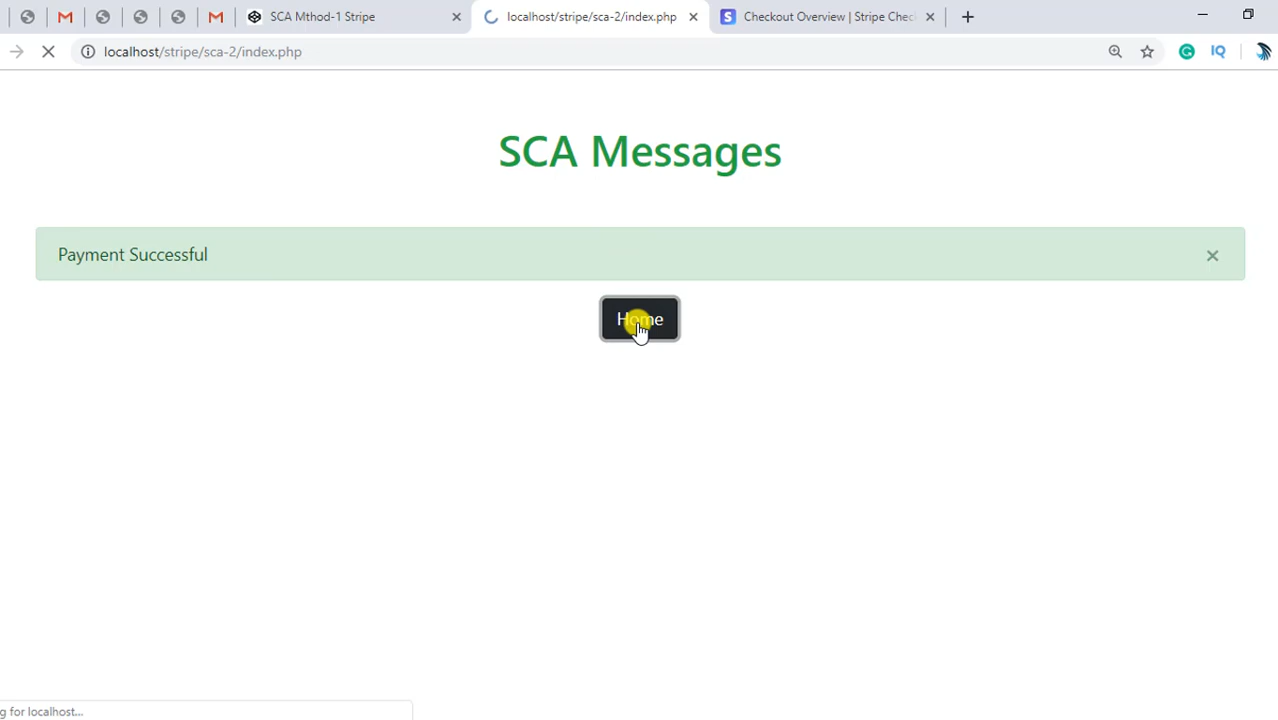 SCA Mthod-1 Stripe
localhost/stripe/sca-2/index.php
Checkout Overview | Stripe Chec
localhost/stripe/sca-2/index.php
IQ
SCA Messages
Payment Successful
Home
g for localhost...